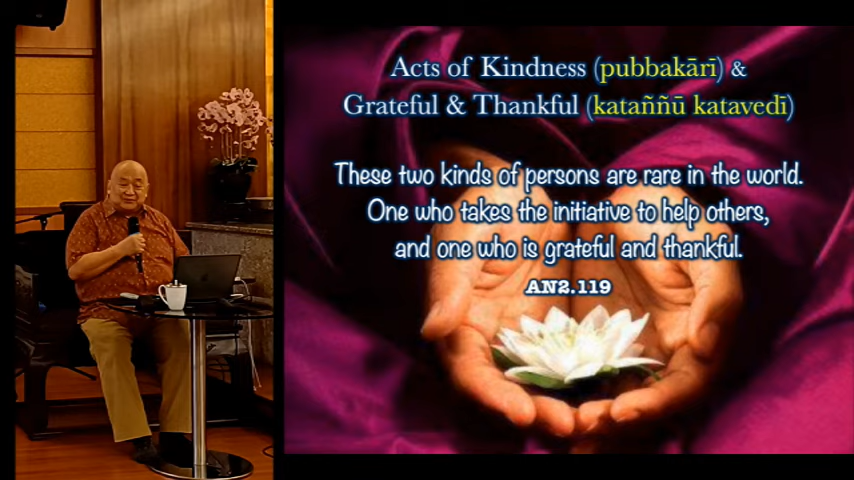 Acts of Kindness (pubbakārī) &
Grateful & Thankful (kataññū katavedī)
These two kinds of persons are rare in the world.
One who takes the initiative to help others,
and one who is grateful and thankful.
AN2.119